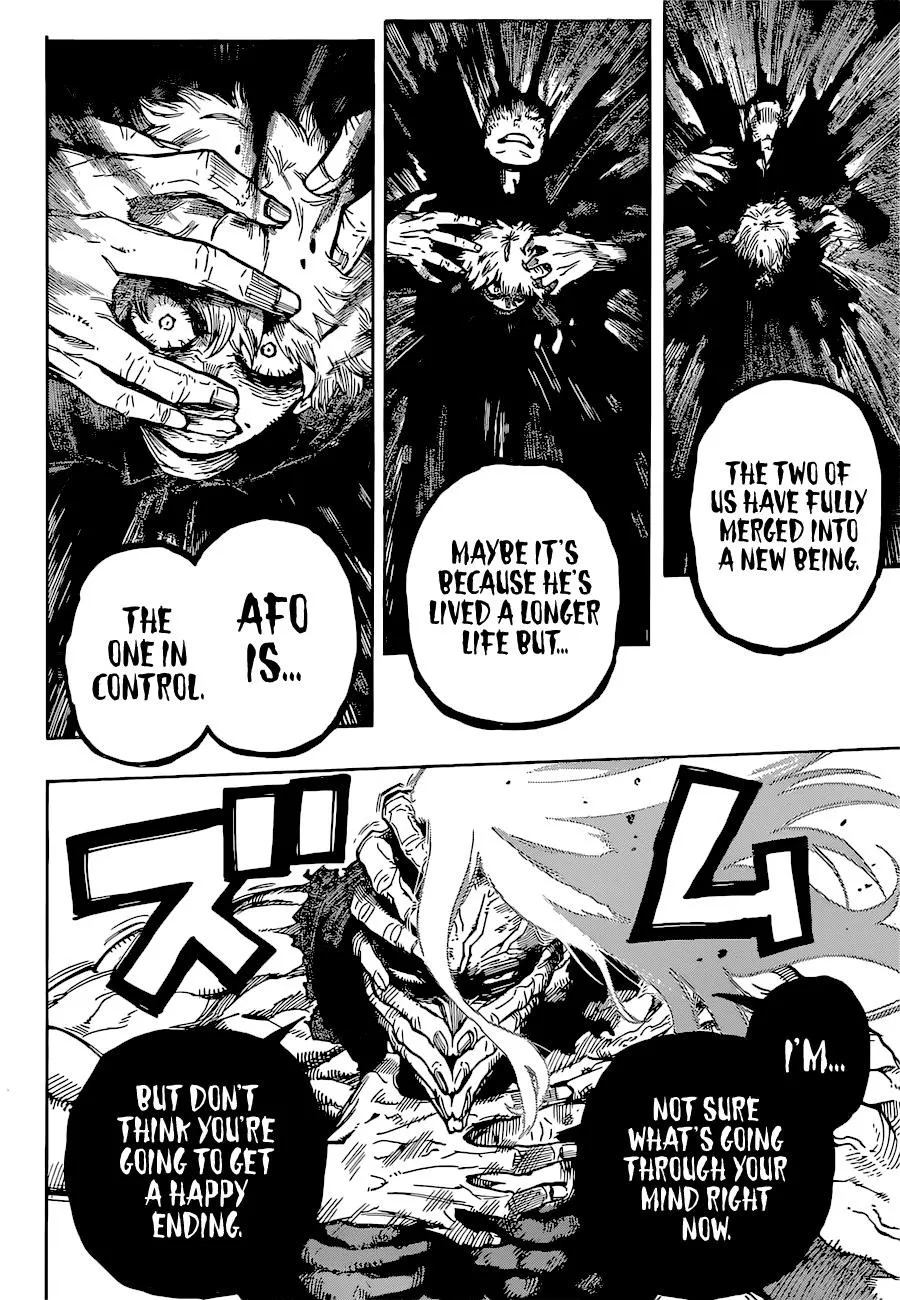 THE TWO OF
US HAVE FULLY
MERGED INTO
A NEW BEING.
MAYBE IT'S
BECAUSE HE'S
LIVED A LONGER
LIFE BUT...
AFO
IS...
THE
ONE IN
CONTROL.
ズム
I'M...
NOT SURE
WHAT'S GOING
THROUGH YOUR
MIND RIGHT
NOW.
BUT DON'T
THINK YOU'RE
GOING TO GET
A HAPPY
ENDING.